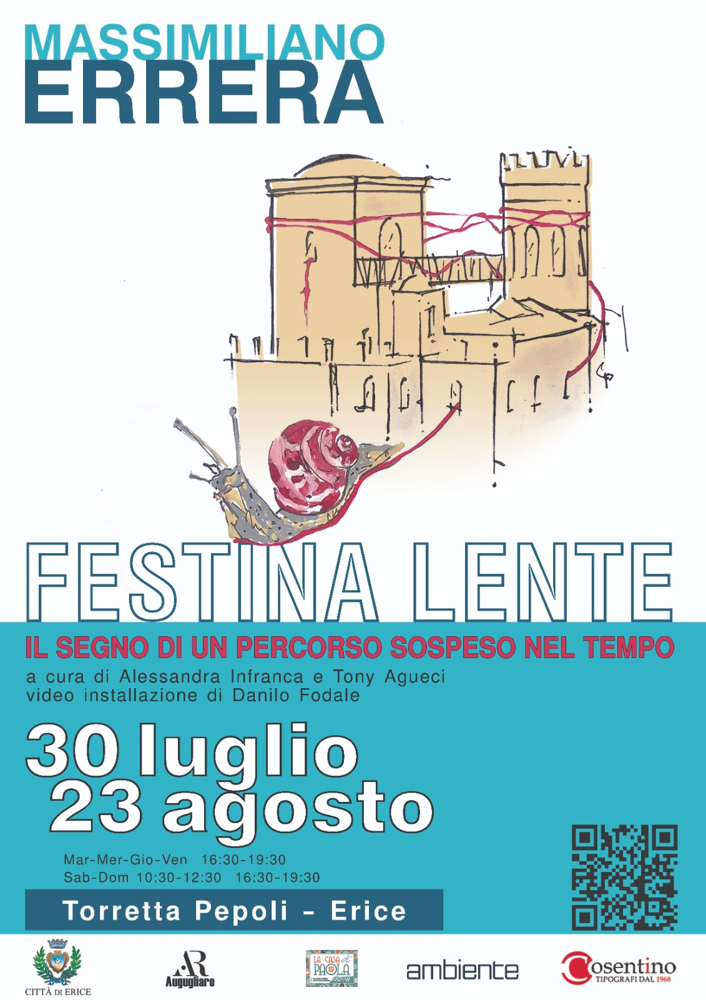 MASSIMILIANO
ERRERA
FESTINA LENTE
IL SEGNO DI UN PERCORSO SOSPESO NEL TEMPO
a cura di Alessandra Infranca e Tony Agueci
video installazione di Danilo Fodale
30 luglio
23 agosto
Mar-Mer-Gio-Ven 16:30-19:30
Sab-Dom 10:30-12:30 16:30-19:30
Torretta Pepoli - Erice
CITTÀ DI ERICE
AR
Augugliaro
LA CASA di
PAOLA
ambiente
Cosentino
TIPOGRAFI DAL 1968